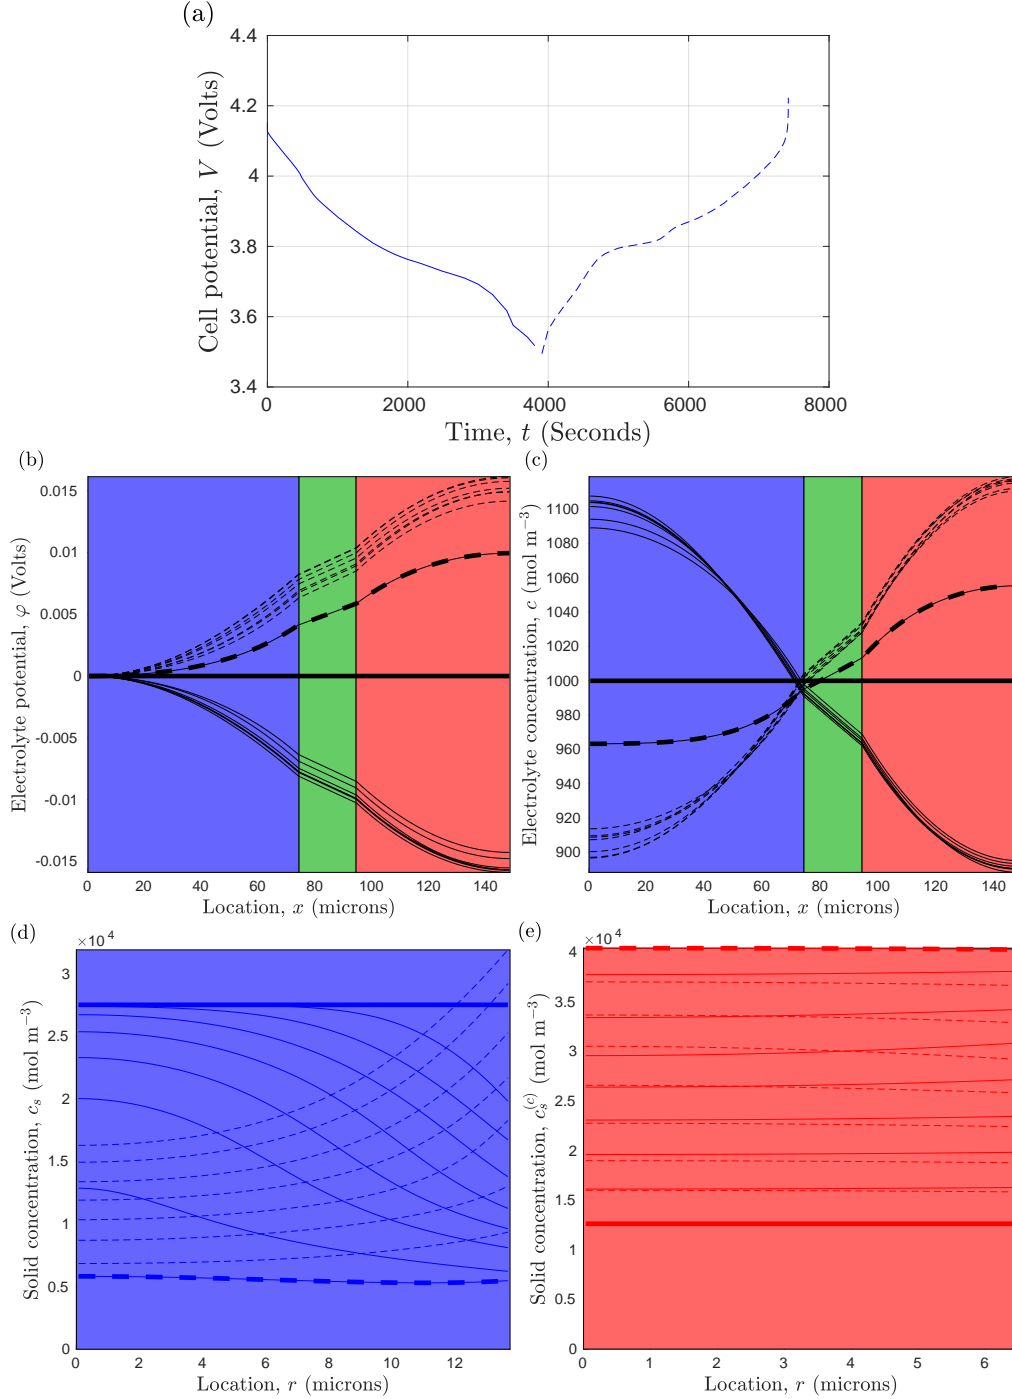 (a)
4.4
4.2
4
3.8
3.6
3.4
Cell potential, V (Volts)
0 2000 4000 6000 8000
Time, t (Seconds)
(b)
0.015
0.01
0.005
0
-0.005
-0.01
-0.015
Electrolyte potential, φ (Volts)
0 20 40 60 80 100 120 140
Location, x (microns)
(c)
1100
1080
1060
1040
1020
1000
980
960
940
920
900
Electrolyte concentration, c (mol m⁻³)
0 20 40 60 80 100 120 140
Location, x (microns)
(d)
×10⁴
3
2.5
2
1.5
1
0.5
0
Solid concentration, cₛ (mol m⁻³)
0 2 4 6 8 10 12
Location, r (microns)
(e)
×10⁴
4
3.5
3
2.5
2
1.5
1
0.5
0
Solid concentration, cₛ⁽ᶜ⁾ (mol m⁻³)
0 1 2 3 4 5 6
Location, r (microns)